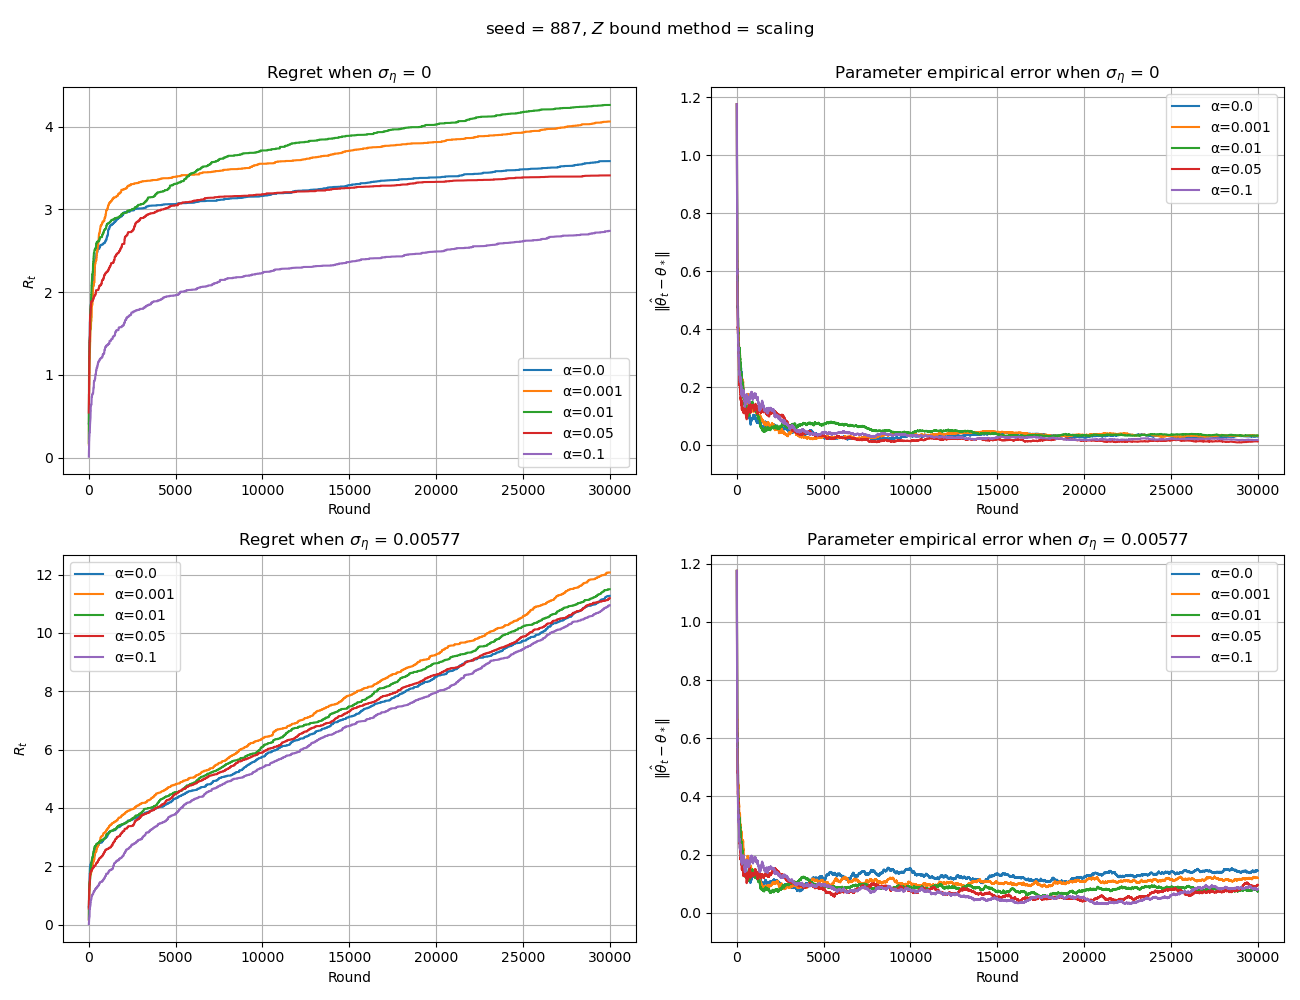 seed = 887, Z bound method = scaling
Regret when σ_η = 0
R_t
4
3
2
1
0
0 5000 10000 15000 20000 25000 30000
Round
α=0.0
α=0.001
α=0.01
α=0.05
α=0.1
Parameter empirical error when σ_η = 0
‖θ̂_t − θ_*‖
1.2
1.0
0.8
0.6
0.4
0.2
0.0
0 5000 10000 15000 20000 25000 30000
Round
α=0.0
α=0.001
α=0.01
α=0.05
α=0.1
Regret when σ_η = 0.00577
R_t
12
10
8
6
4
2
0
0 5000 10000 15000 20000 25000 30000
Round
α=0.0
α=0.001
α=0.01
α=0.05
α=0.1
Parameter empirical error when σ_η = 0.00577
‖θ̂_t − θ_*‖
1.2
1.0
0.8
0.6
0.4
0.2
0.0
0 5000 10000 15000 20000 25000 30000
Round
α=0.0
α=0.001
α=0.01
α=0.05
α=0.1